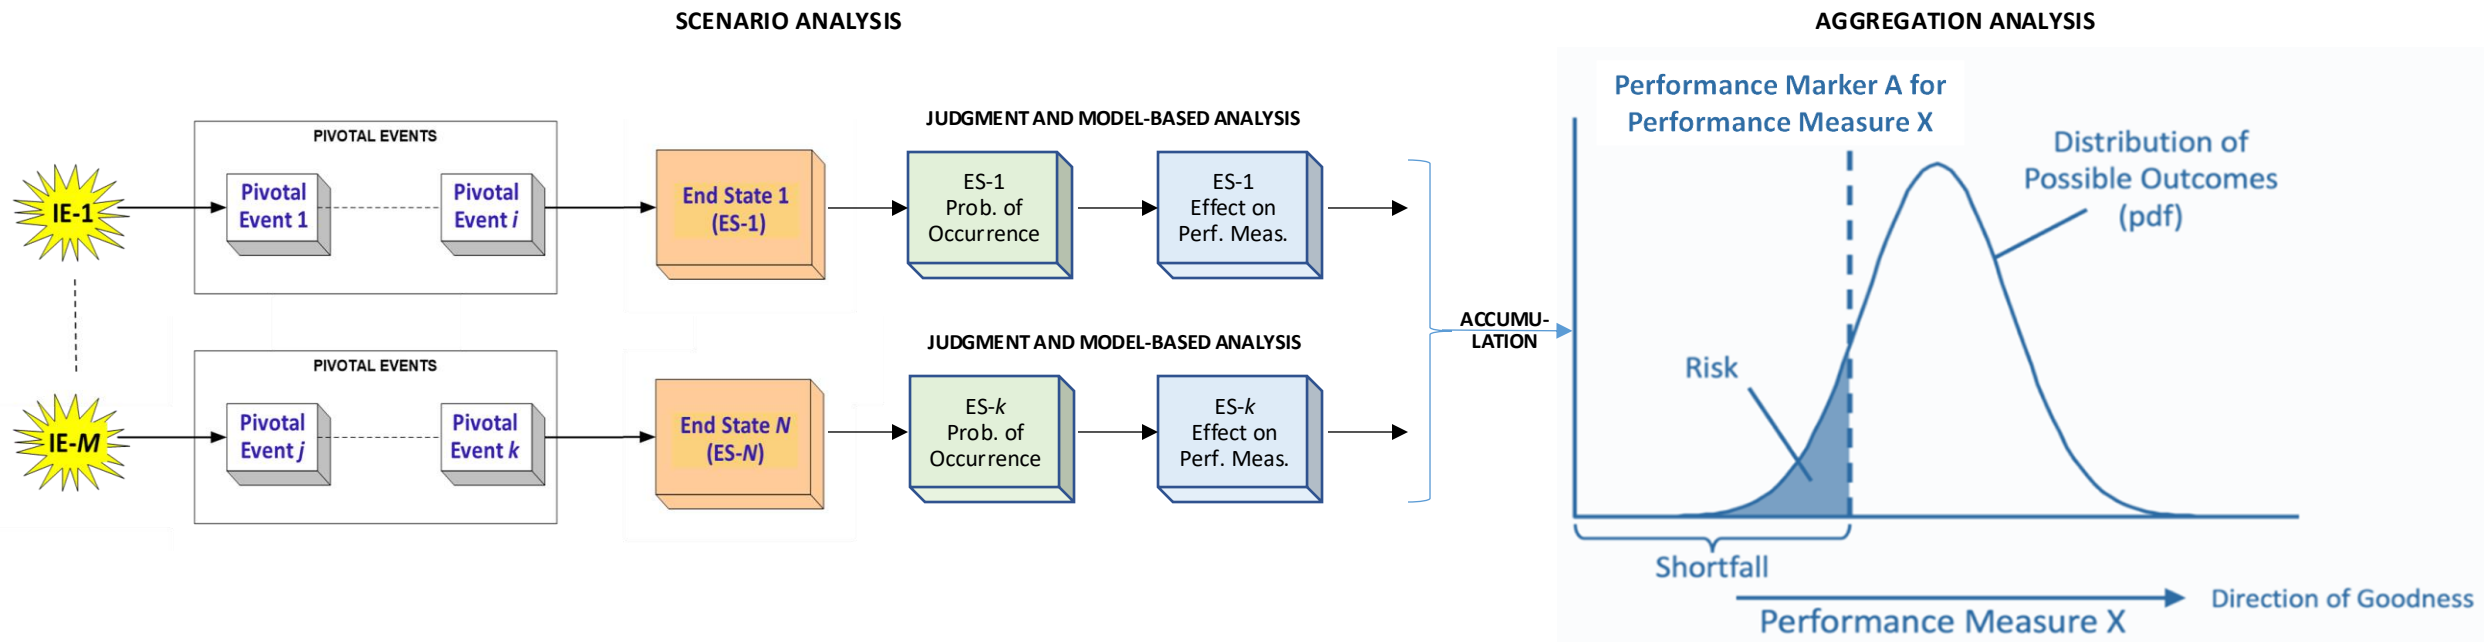 SCENARIO ANALYSIS
AGGREGATION ANALYSIS
IE-1
PIVOTAL EVENTS
Pivotal
Event 1
Pivotal
Event i
End State 1
(ES-1)
JUDGMENT AND MODEL-BASED ANALYSIS
ES-1
Prob. of
Occurrence
ES-1
Effect on
Perf. Meas.
IE-M
PIVOTAL EVENTS
Pivotal
Event j
Pivotal
Event k
End State N
(ES-N)
JUDGMENT AND MODEL-BASED ANALYSIS
ES-k
Prob. of
Occurrence
ES-k
Effect on
Perf. Meas.
ACCUMU-
LATION
Performance Marker A for
Performance Measure X
Distribution of
Possible Outcomes
(pdf)
Risk
Shortfall
Direction of Goodness
Performance Measure X